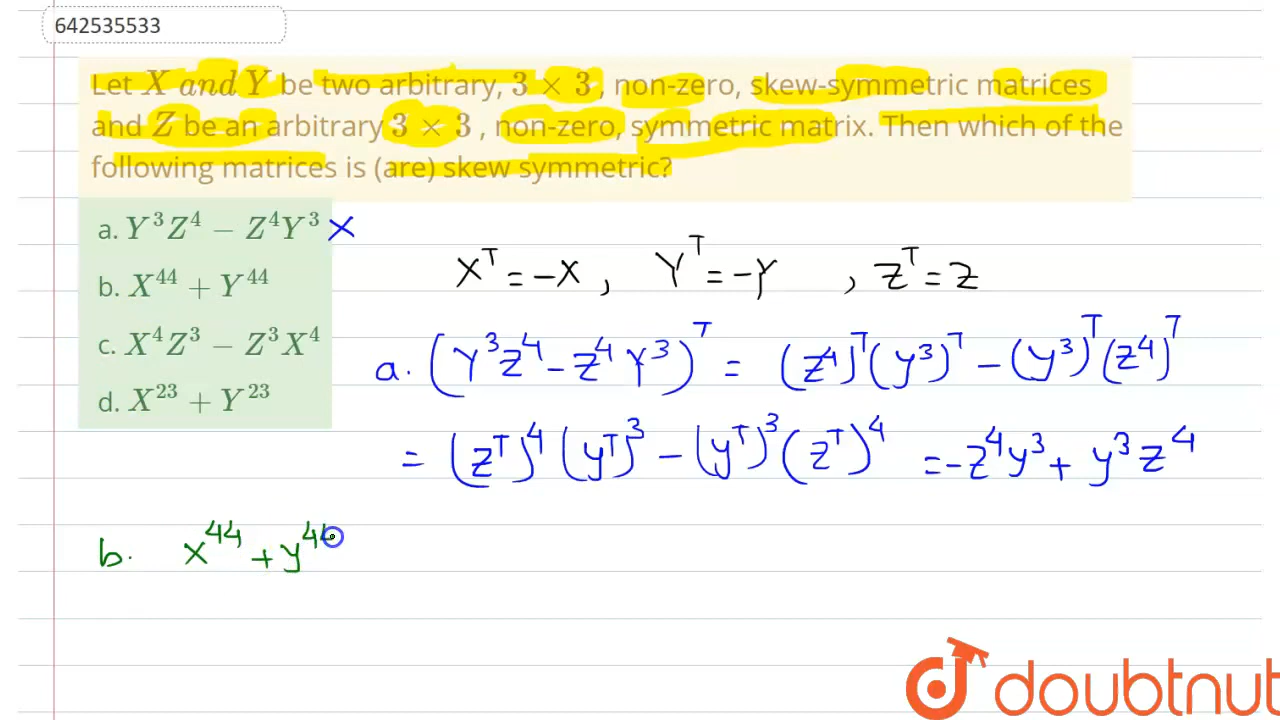 642535533
Let X and Y be two arbitrary, 3 × 3, non-zero, skew-symmetric matrices
and Z be an arbitrary 3 × 3 , non-zero, symmetric matrix. Then which of the
following matrices is (are) skew symmetric?
a. Y³Z⁴ − Z⁴Y³ X
b. X⁴⁴ + Y⁴⁴
c. X⁴Z³ − Z³X⁴
d. X²³ + Y²³
Xᵀ = −X , Yᵀ = −Y , Zᵀ = Z
a. (Y³Z⁴ − Z⁴Y³)ᵀ = (Z⁴)ᵀ(y³)ᵀ − (y³)ᵀ(Z⁴)ᵀ
= (Zᵀ)⁴(yᵀ)³ − (yᵀ)³(Zᵀ)⁴ = −Z⁴y³ + y³Z⁴
b. x⁴⁴ + y⁴⁴
doubtnut